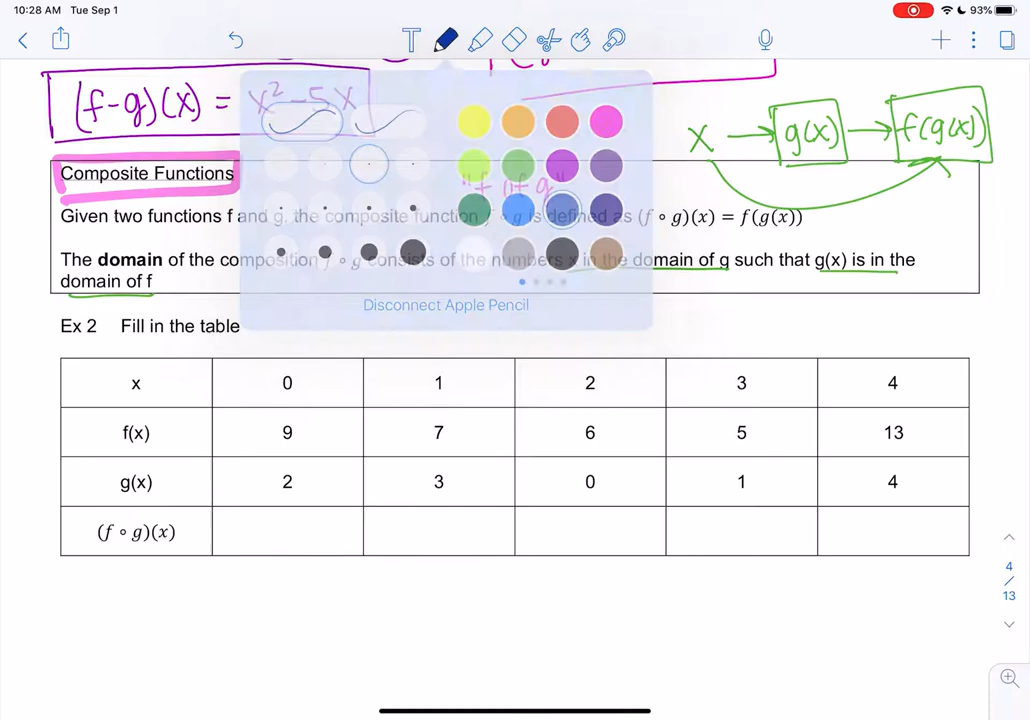 10:28 AM Tue Sep 1
93%
(f-g)(x) = x² - 5x
x → g(x) → f(g(x))
Composite Functions
"f of g"
Given two functions f and g, the composite function f ∘ g is defined as (f ∘ g)(x) = f(g(x))
The domain of the composition f ∘ g consists of the numbers x in the domain of g such that g(x) is in the
domain of f
Disconnect Apple Pencil
Ex 2 Fill in the table
x 0 1 2 3 4
f(x) 9 7 6 5 13
g(x) 2 3 0 1 4
(f ∘ g)(x)
4
/
13